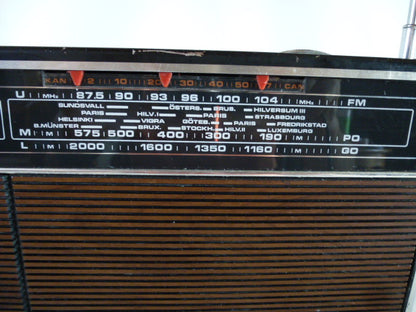 KAN 2 10 20 30 40 50 CAN
U MHz 87.5 90 93 96 100 104 MHz FM
SUNDSVALL ÖSTERS. BRUS. HILVERSUM III
PARIS HILV.I PARIS STRASBOURG
HELSINKI VIGRA GÖTEB. PARIS FREDRIKSTAD
B.MÜNSTER BRUX. STOCKH. HILV.II LUXEMBURG
M 575 500 400 300 190 M PO
L M 2000 1600 1350 1160 M GO